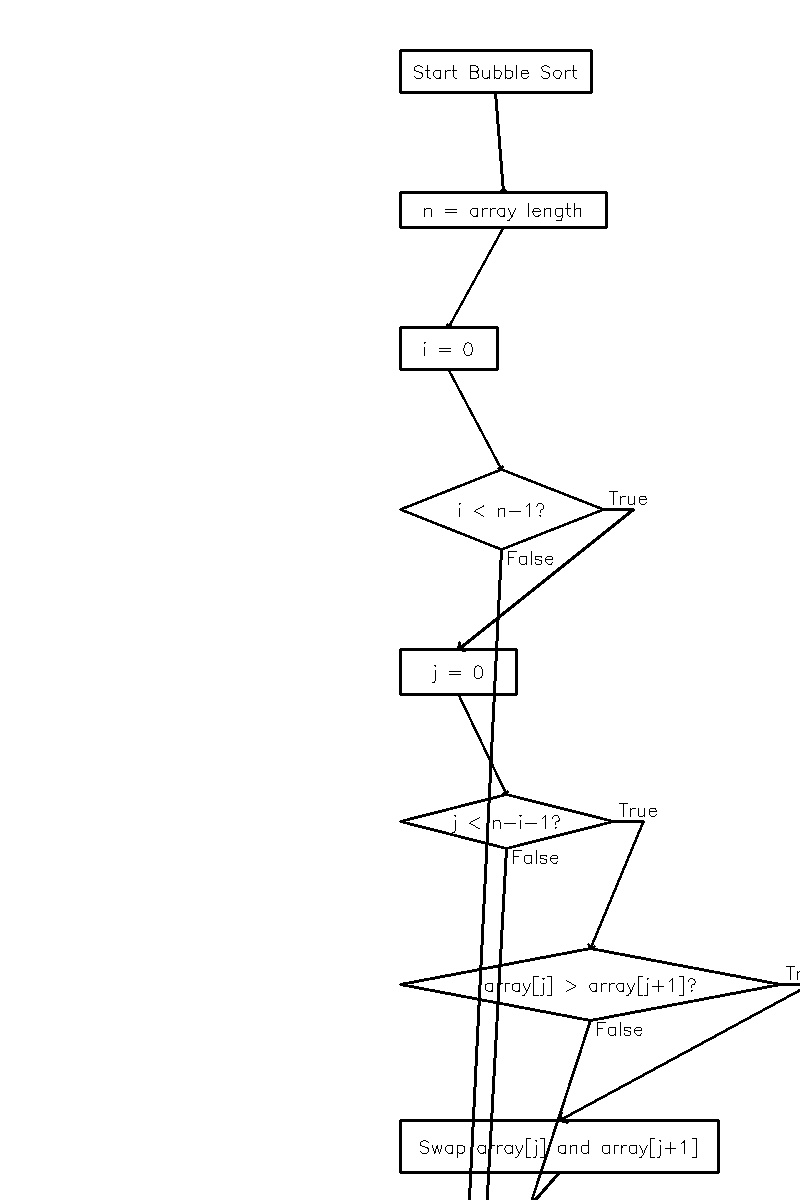 Start Bubble Sort
n = array length
i = 0
i < n-1?
True
False
j = 0
j < n-i-1?
True
False
array[j] > array[j+1]?
Tr
False
Swap array[j] and array[j+1]